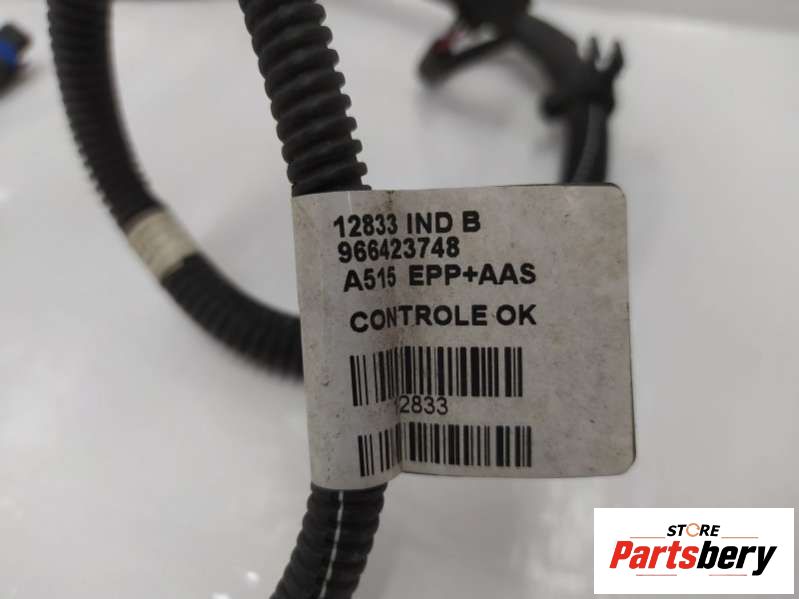 12833 IND B
966423748
A515 EPP+AAS
CONTROLE OK
12833
STORE
Partsbery